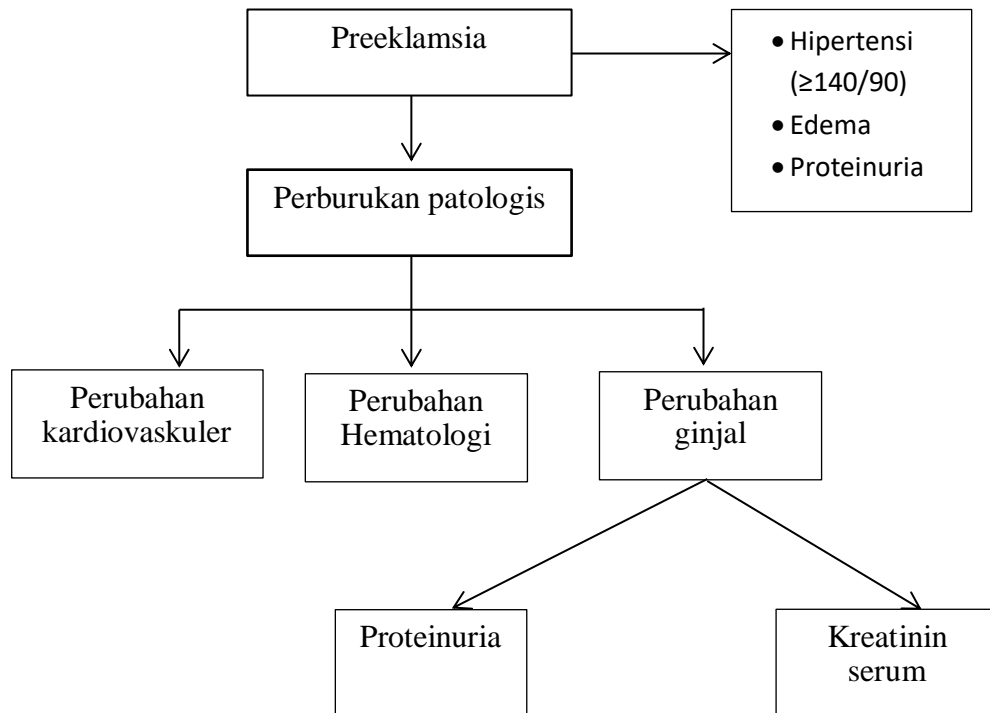 Preeklamsia
• Hipertensi
(≥140/90)
• Edema
• Proteinuria
Perburukan patologis
Perubahan
kardiovaskuler
Perubahan
Hematologi
Perubahan
ginjal
Proteinuria
Kreatinin
serum